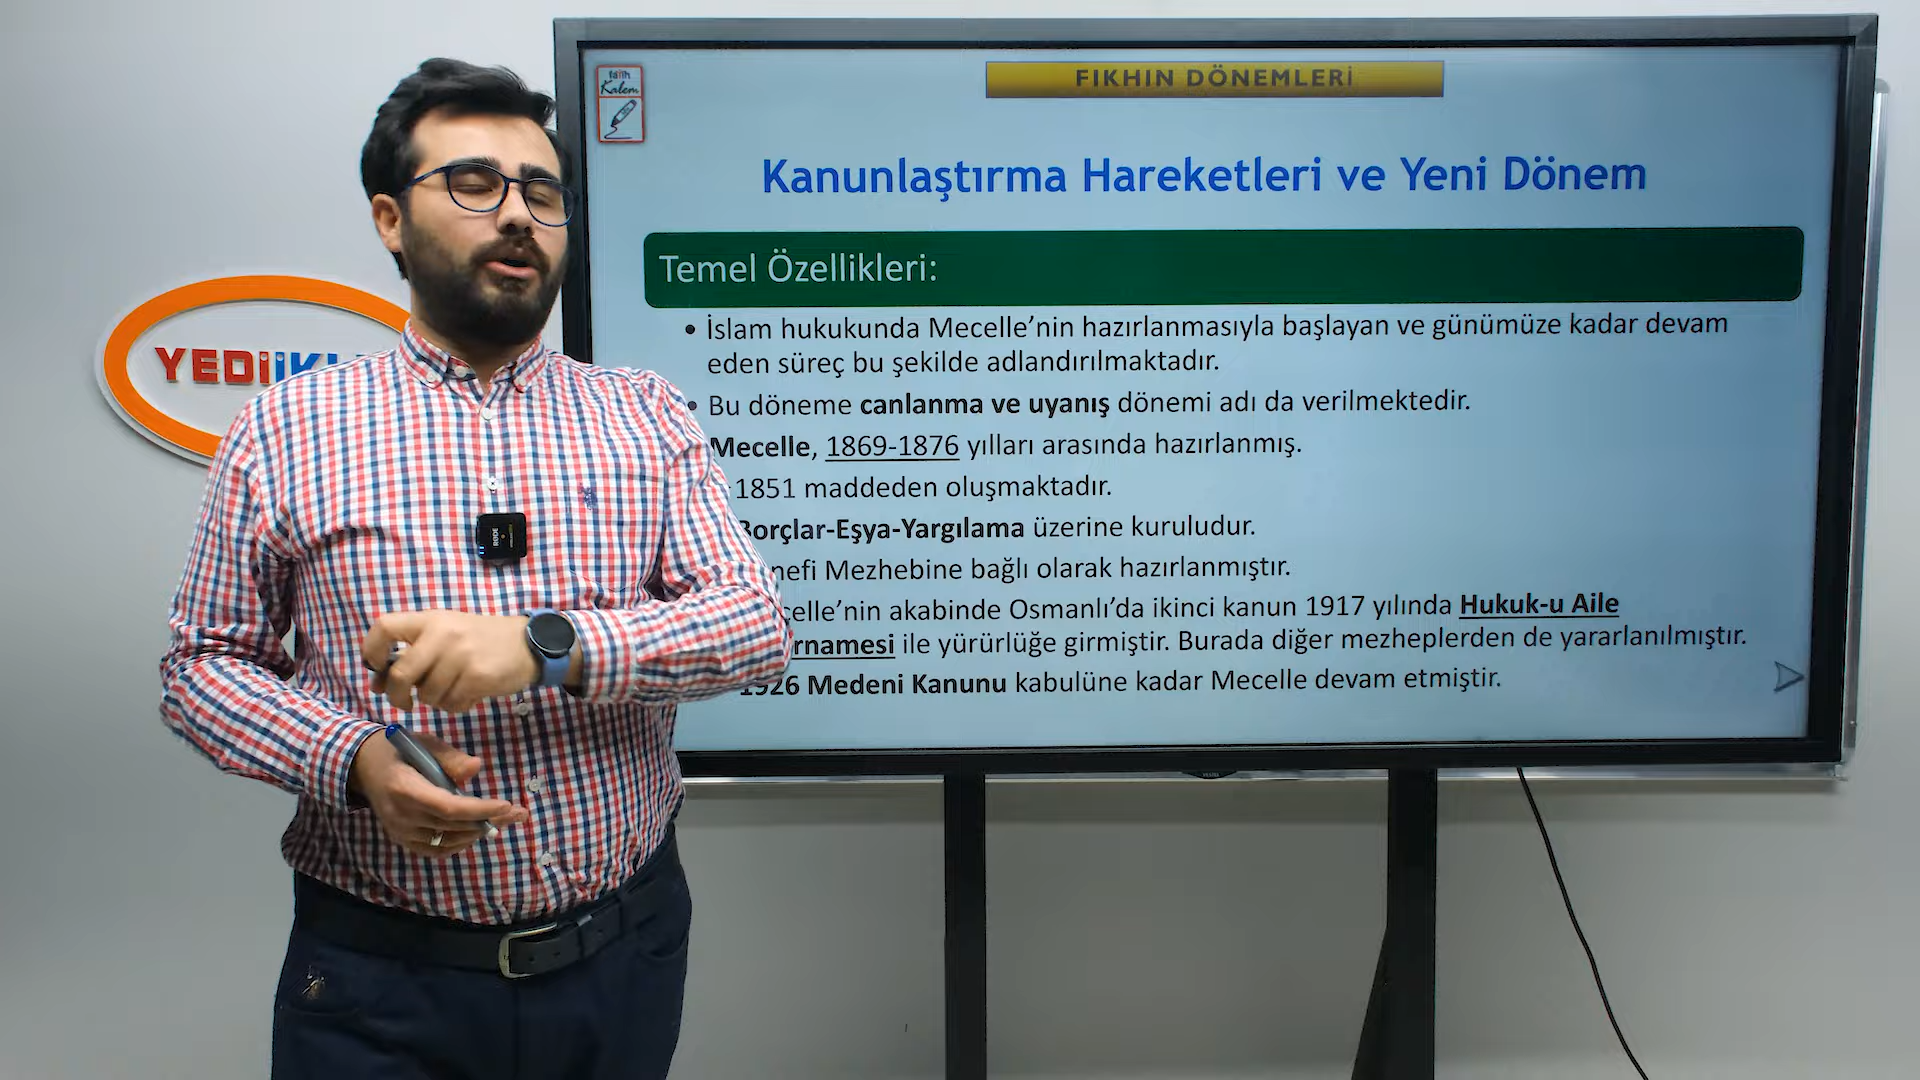 fatih
Kalem
FIKHIN DÖNEMLERİ
Kanunlaştırma Hareketleri ve Yeni Dönem
Temel Özellikleri:
• İslam hukukunda Mecelle’nin hazırlanmasıyla başlayan ve günümüze kadar devam
eden süreç bu şekilde adlandırılmaktadır.
• Bu döneme canlanma ve uyanış dönemi adı da verilmektedir.
Mecelle, 1869-1876 yılları arasında hazırlanmış.
1851 maddeden oluşmaktadır.
Borçlar-Eşya-Yargılama üzerine kuruludur.
nefi Mezhebine bağlı olarak hazırlanmıştır.
celle’nin akabinde Osmanlı’da ikinci kanun 1917 yılında Hukuk-u Aile
rnamesi ile yürürlüğe girmiştir. Burada diğer mezheplerden de yararlanılmıştır.
1926 Medeni Kanunu kabulüne kadar Mecelle devam etmiştir.
YEDiiK
RØDE